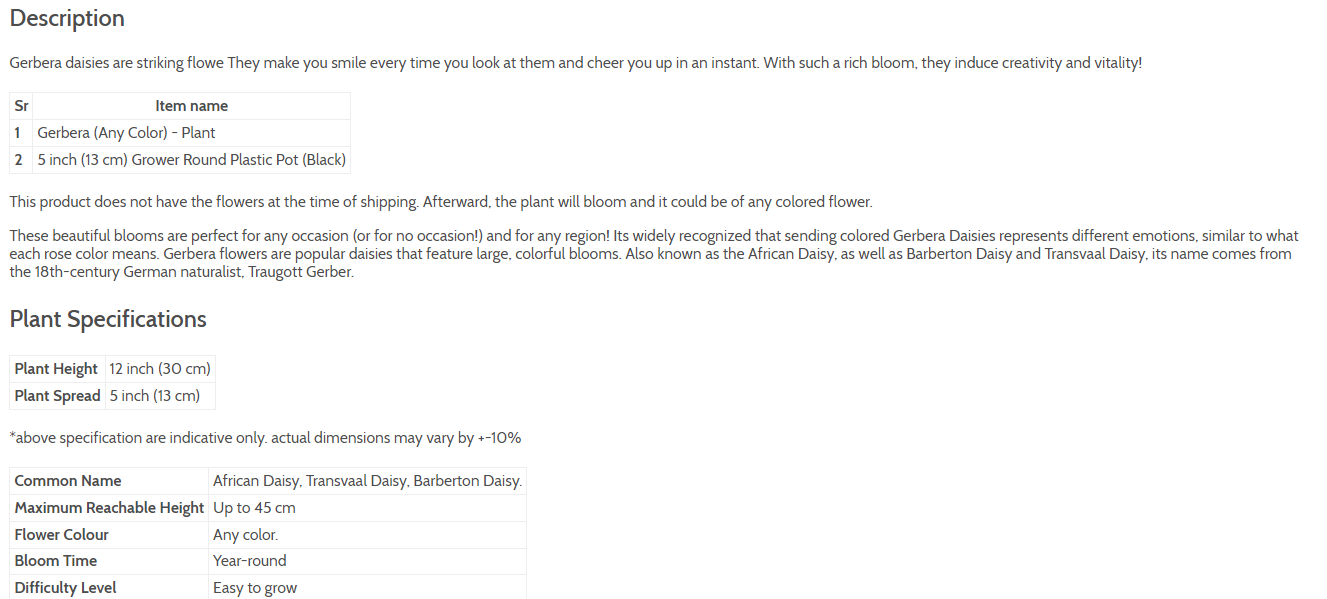 Description
Gerbera daisies are striking flowe They make you smile every time you look at them and cheer you up in an instant. With such a rich bloom, they induce creativity and vitality!
Sr Item name
1 Gerbera (Any Color) - Plant
2 5 inch (13 cm) Grower Round Plastic Pot (Black)
This product does not have the flowers at the time of shipping. Afterward, the plant will bloom and it could be of any colored flower.
These beautiful blooms are perfect for any occasion (or for no occasion!) and for any region! Its widely recognized that sending colored Gerbera Daisies represents different emotions, similar to what
each rose color means. Gerbera flowers are popular daisies that feature large, colorful blooms. Also known as the African Daisy, as well as Barberton Daisy and Transvaal Daisy, its name comes from
the 18th-century German naturalist, Traugott Gerber.
Plant Specifications
Plant Height 12 inch (30 cm)
Plant Spread 5 inch (13 cm)
*above specification are indicative only. actual dimensions may vary by +-10%
Common Name African Daisy, Transvaal Daisy, Barberton Daisy.
Maximum Reachable Height Up to 45 cm
Flower Colour Any color.
Bloom Time Year-round
Difficulty Level Easy to grow